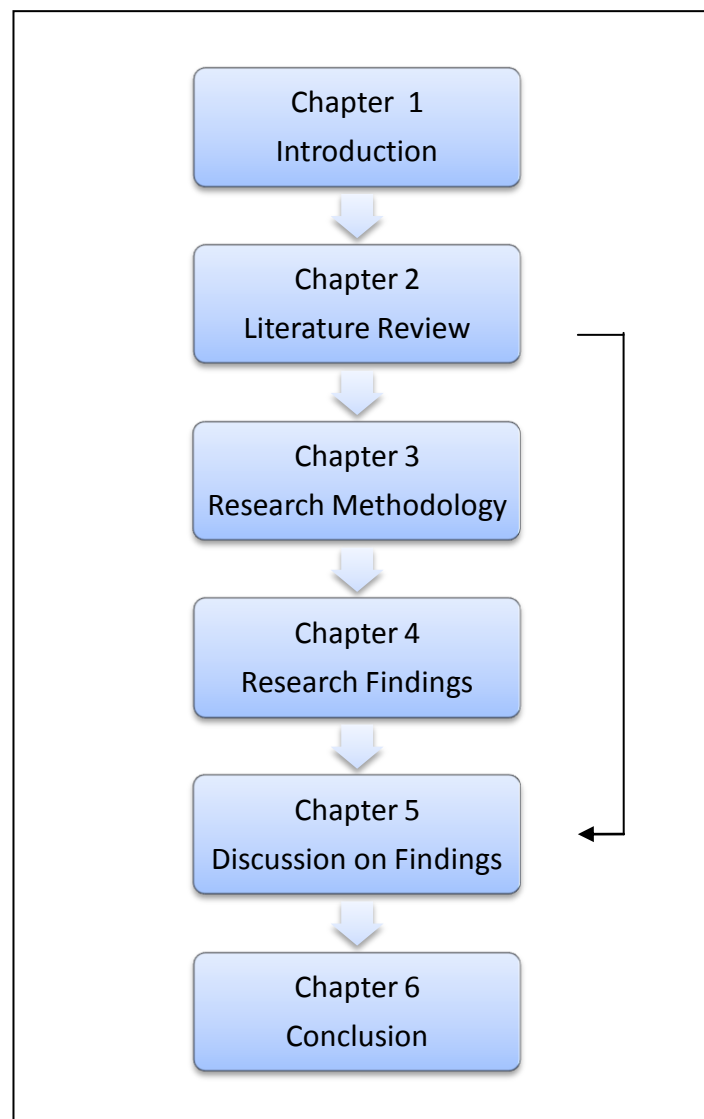 Chapter  1
Introduction
Chapter 2
Literature Review
Chapter 3
Research Methodology
Chapter 4
Research Findings
Chapter 5
Discussion on Findings
Chapter 6
Conclusion